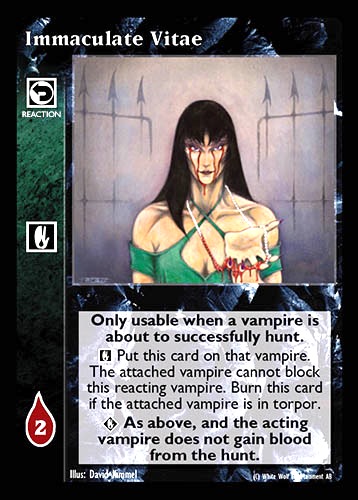 Immaculate Vitae
REACTION
Only usable when a vampire is
about to successfully hunt.
Put this card on that vampire.
The attached vampire cannot block
this reacting vampire. Burn this card
if the attached vampire is in torpor.
As above, and the acting
vampire does not gain blood
from the hunt.
2
Illus: David
(C) White Wolf Entertainment AB